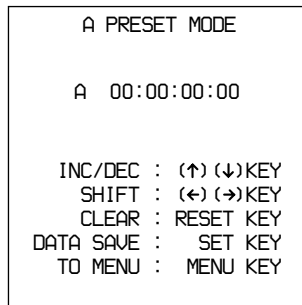 A PRESET MODE
A 00:00:00:00
INC/DEC : (↑)(↓)KEY
SHIFT : (←)(→)KEY
CLEAR : RESET KEY
DATA SAVE : SET KEY
TO MENU : MENU KEY